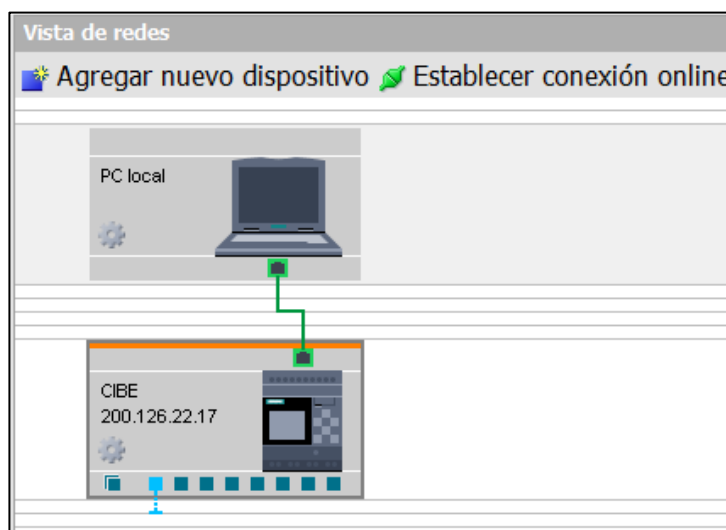 Vista de redes
Agregar nuevo dispositivo Establecer conexión online
PC local
CIBE
200.126.22.17